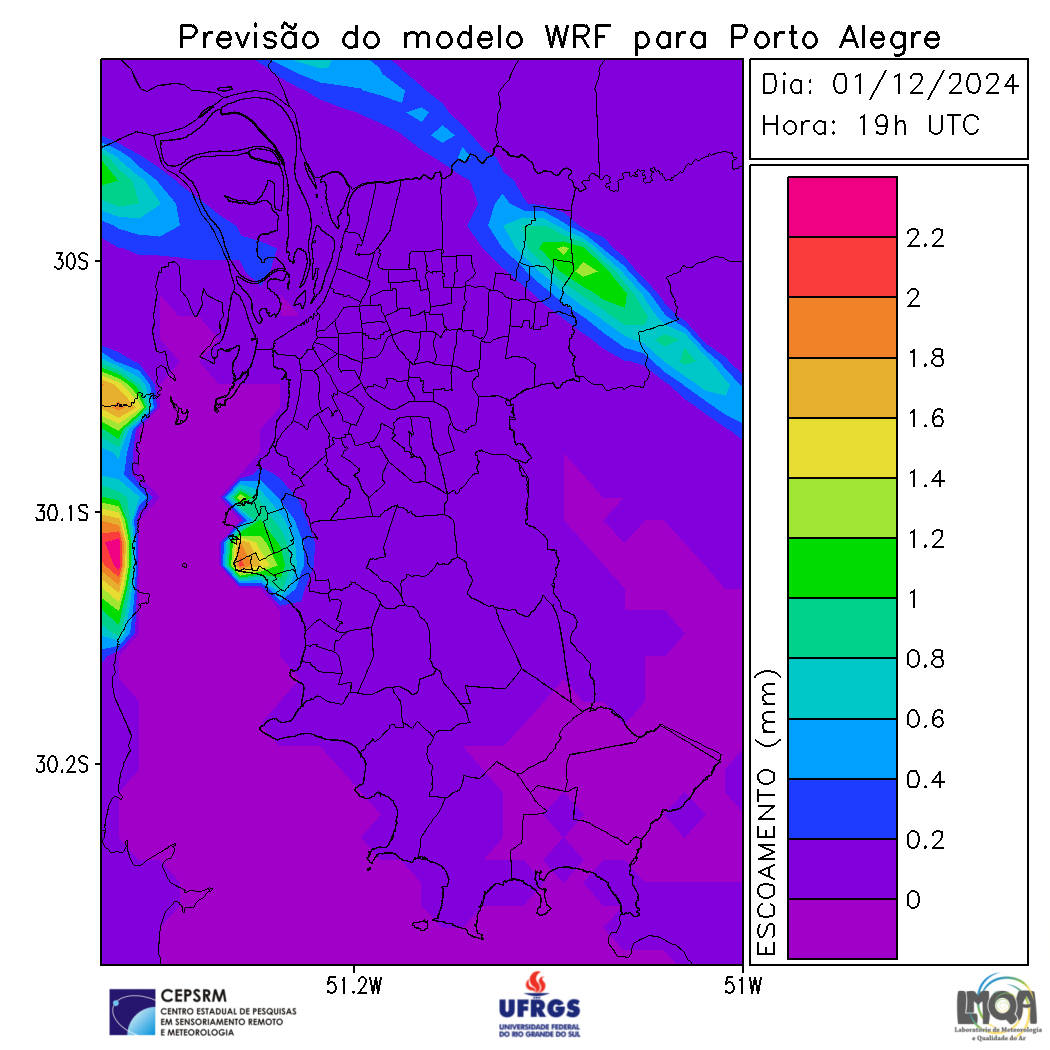 Previsão do modelo WRF para Porto Alegre
Dia: 01/12/2024
Hora: 19h UTC
30S
30.1S
30.2S
51.2W
51W
2.2
2
1.8
1.6
1.4
1.2
1
0.8
0.6
0.4
0.2
0
ESCOAMENTO (mm)
CEPSRM
CENTRO ESTADUAL DE PESQUISAS
EM SENSORIAMENTO REMOTO
E METEOROLOGIA
UFRGS
UNIVERSIDADE FEDERAL
DO RIO GRANDE DO SUL
LMQA
Laboratório de Meteorologia
e Qualidade do Ar